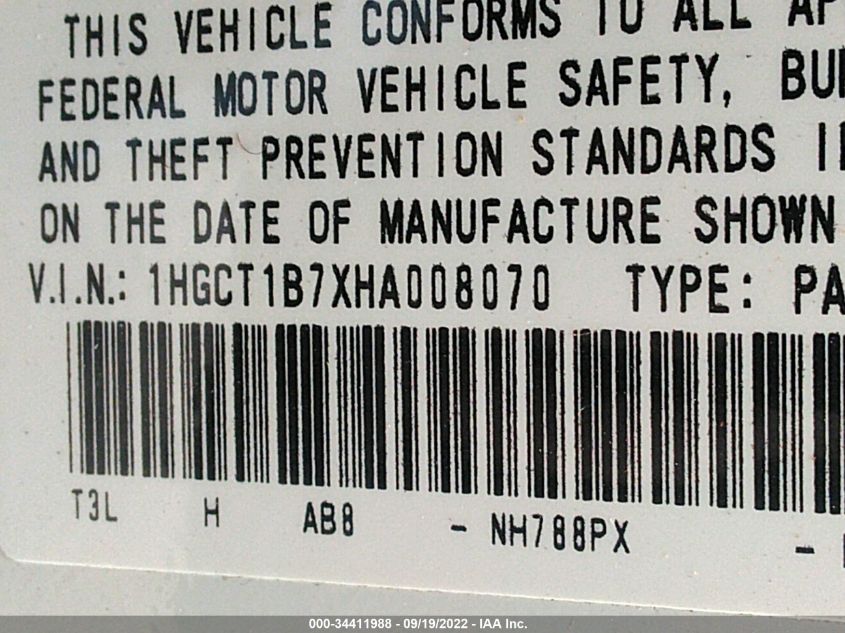 THIS VEHICLE CONFORMS TO ALL
FEDERAL MOTOR VEHICLE SAFETY,
AND THEFT PREVENTION STANDARDS
ON THE DATE OF MANUFACTURE SHOWN
V.I.N.: 1HGCT1B7XHA008070 TYPE: PA
T3L H AB8 - NH788PX -
000-34411988 - 09/19/2022 - IAA Inc.